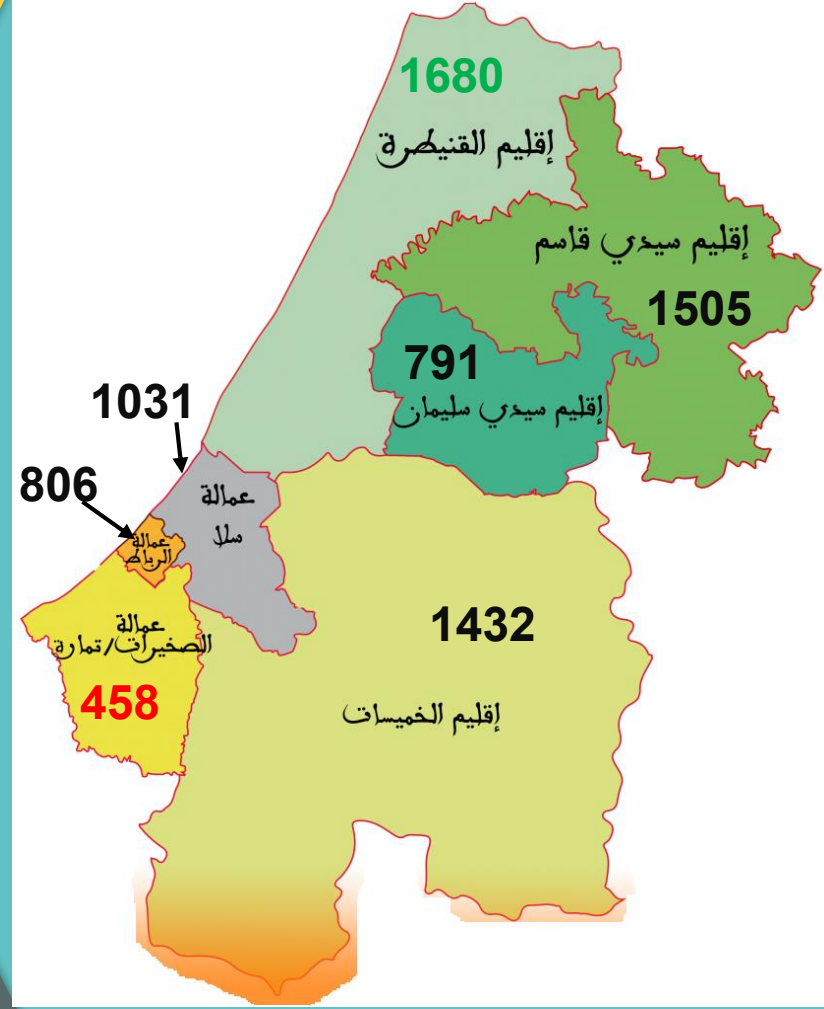 1680
إقليم القنيطرة
إقليم سيدي قاسم
1505
791
إقليم سيدي سليمان
1031
806
عمالة
سلا
عمالة
الرباط
1432
عمالة
الصخيرات/تمارة
458
إقليم الخميسات